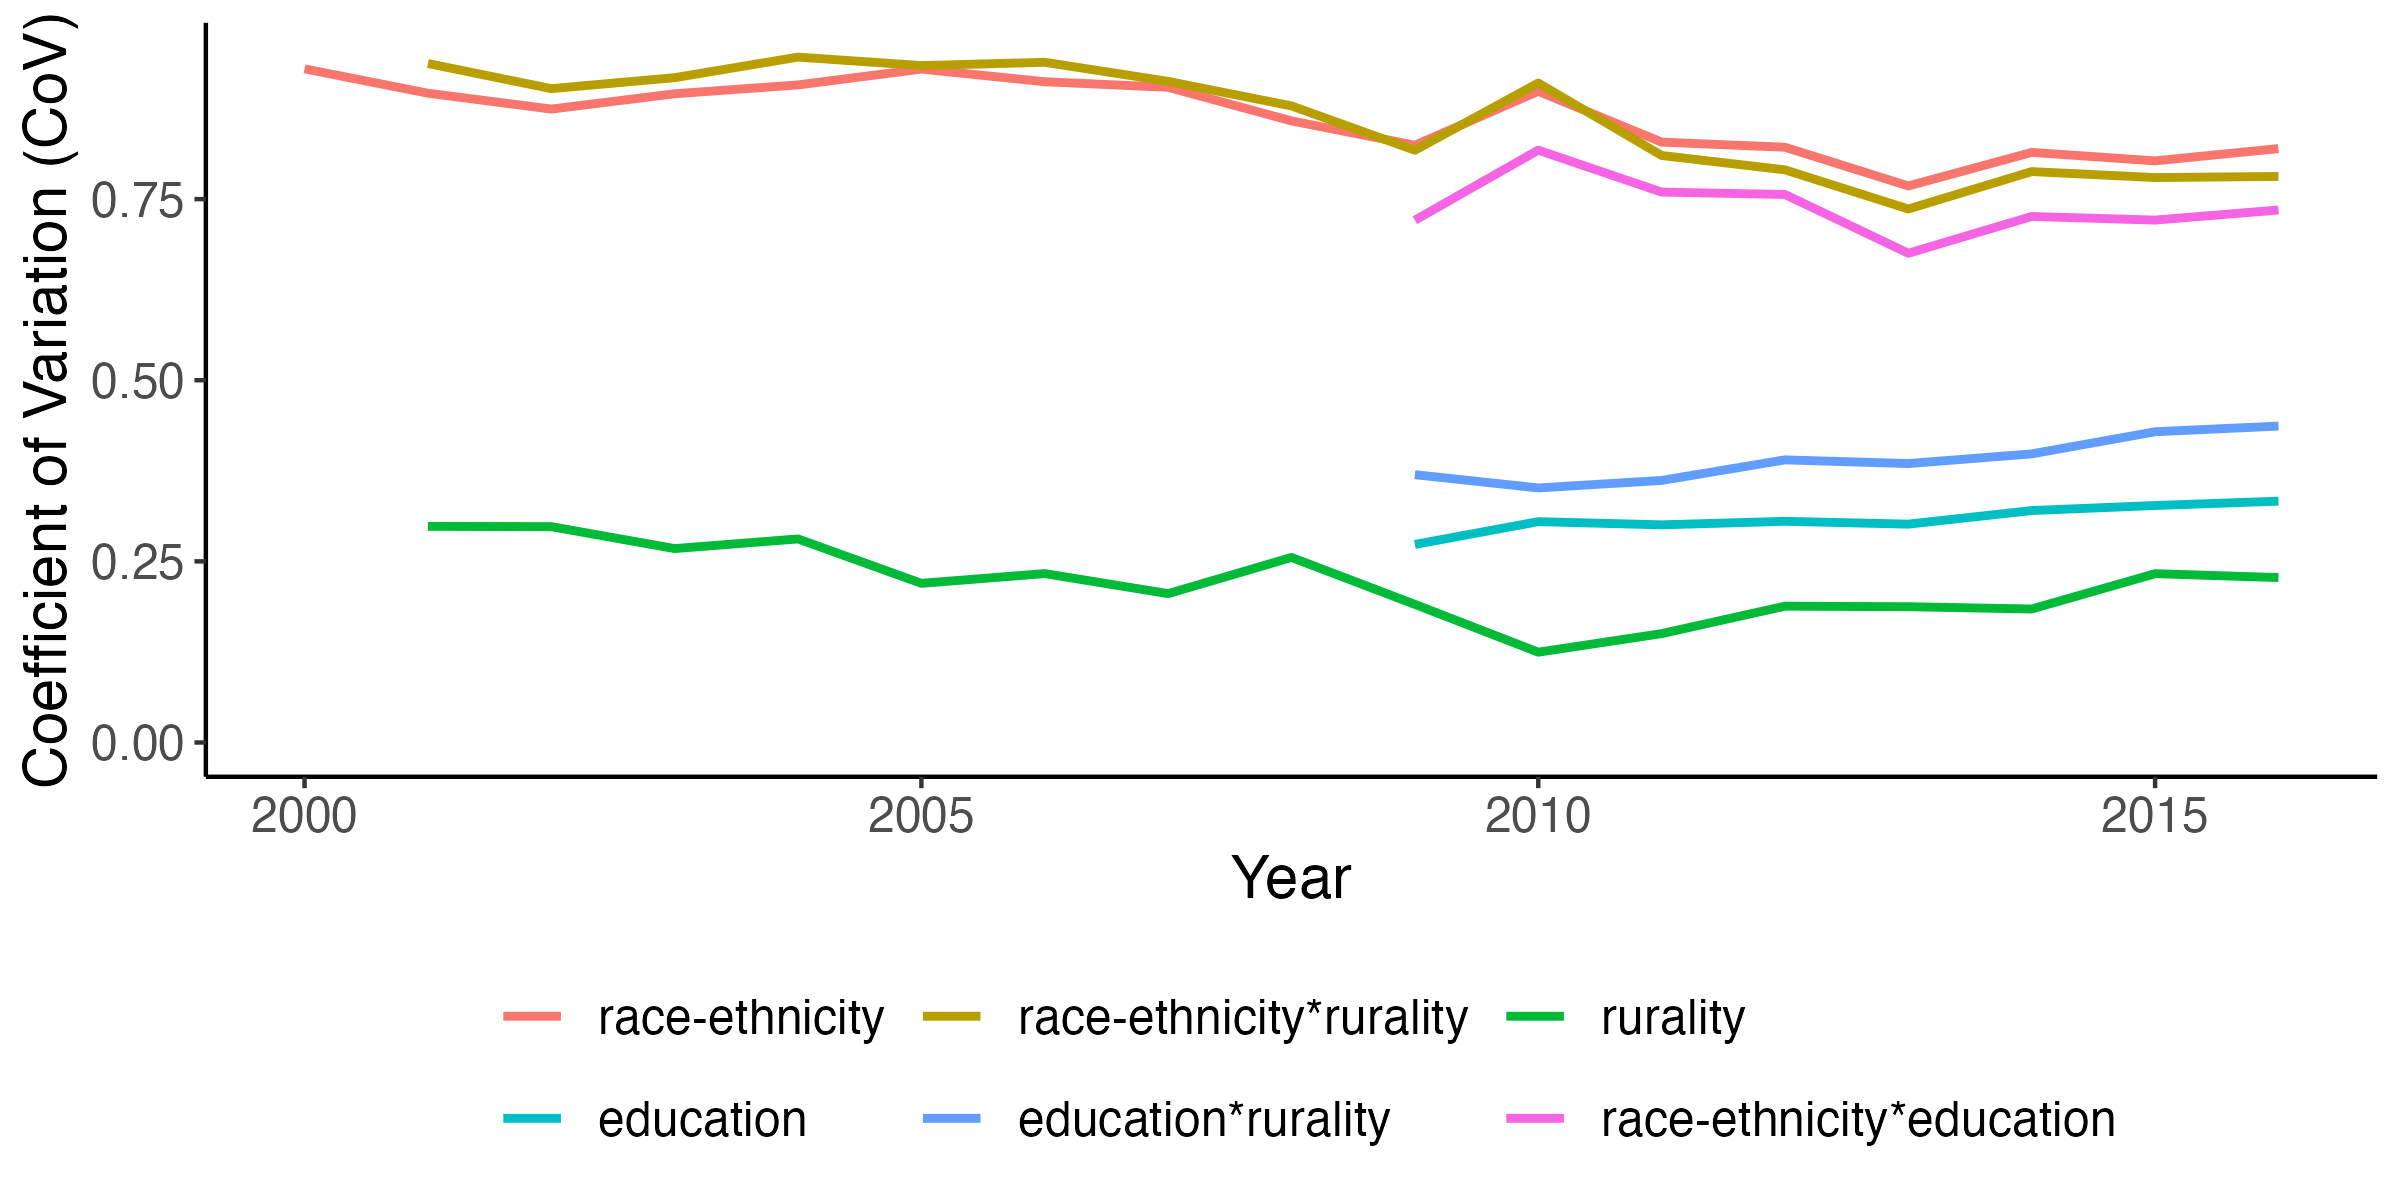 Coefficient of Variation (CoV)
0.75
0.50
0.25
0.00
2000 2005 2010 2015
Year
race-ethnicity race-ethnicity*rurality rurality
education education*rurality race-ethnicity*education